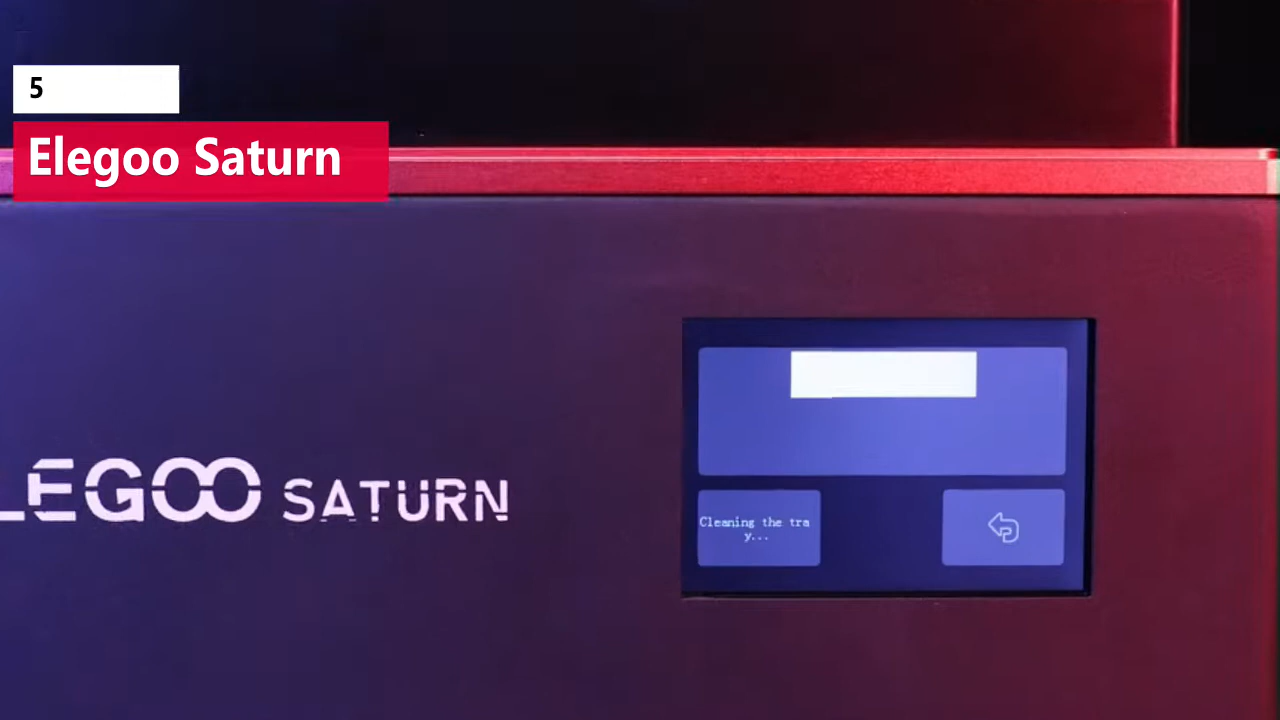 5
Elegoo Saturn
LEGOO SATURN
Cleaning the tra
y...